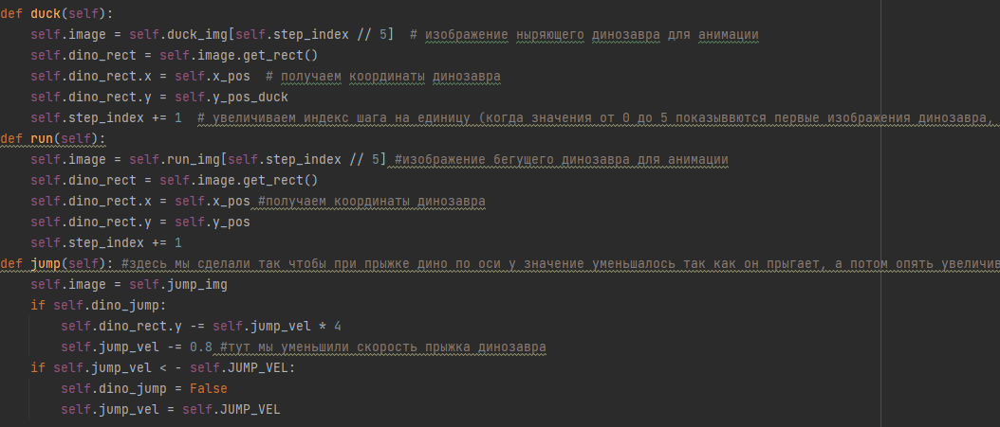 def duck(self):
    self.image = self.duck_img[self.step_index // 5]  # изображение ныряющего динозавра для анимации
    self.dino_rect = self.image.get_rect()
    self.dino_rect.x = self.x_pos  # получаем координаты динозавра
    self.dino_rect.y = self.y_pos_duck
    self.step_index += 1  # увеличиваем индекс шага на единицу (когда значения от 0 до 5 показыввются первые изображения динозавра,
def run(self):
    self.image = self.run_img[self.step_index // 5] #изображение бегущего динозавра для анимации
    self.dino_rect = self.image.get_rect()
    self.dino_rect.x = self.x_pos #получаем координаты динозавра
    self.dino_rect.y = self.y_pos
    self.step_index += 1
def jump(self): #здесь мы сделали так чтобы при прыжке дино по оси y значение уменьшалось так как он прыгает, а потом опять увеличив
    self.image = self.jump_img
    if self.dino_jump:
        self.dino_rect.y -= self.jump_vel * 4
        self.jump_vel -= 0.8 #тут мы уменьшили скорость прыжка динозавра
    if self.jump_vel < - self.JUMP_VEL:
        self.dino_jump = False
        self.jump_vel = self.JUMP_VEL